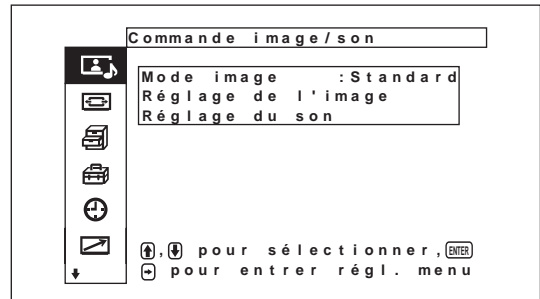 Commande image/son
Mode image :Standard
Réglage de l'image
Réglage du son
, pour sélectionner, ENTER
pour entrer régl. menu